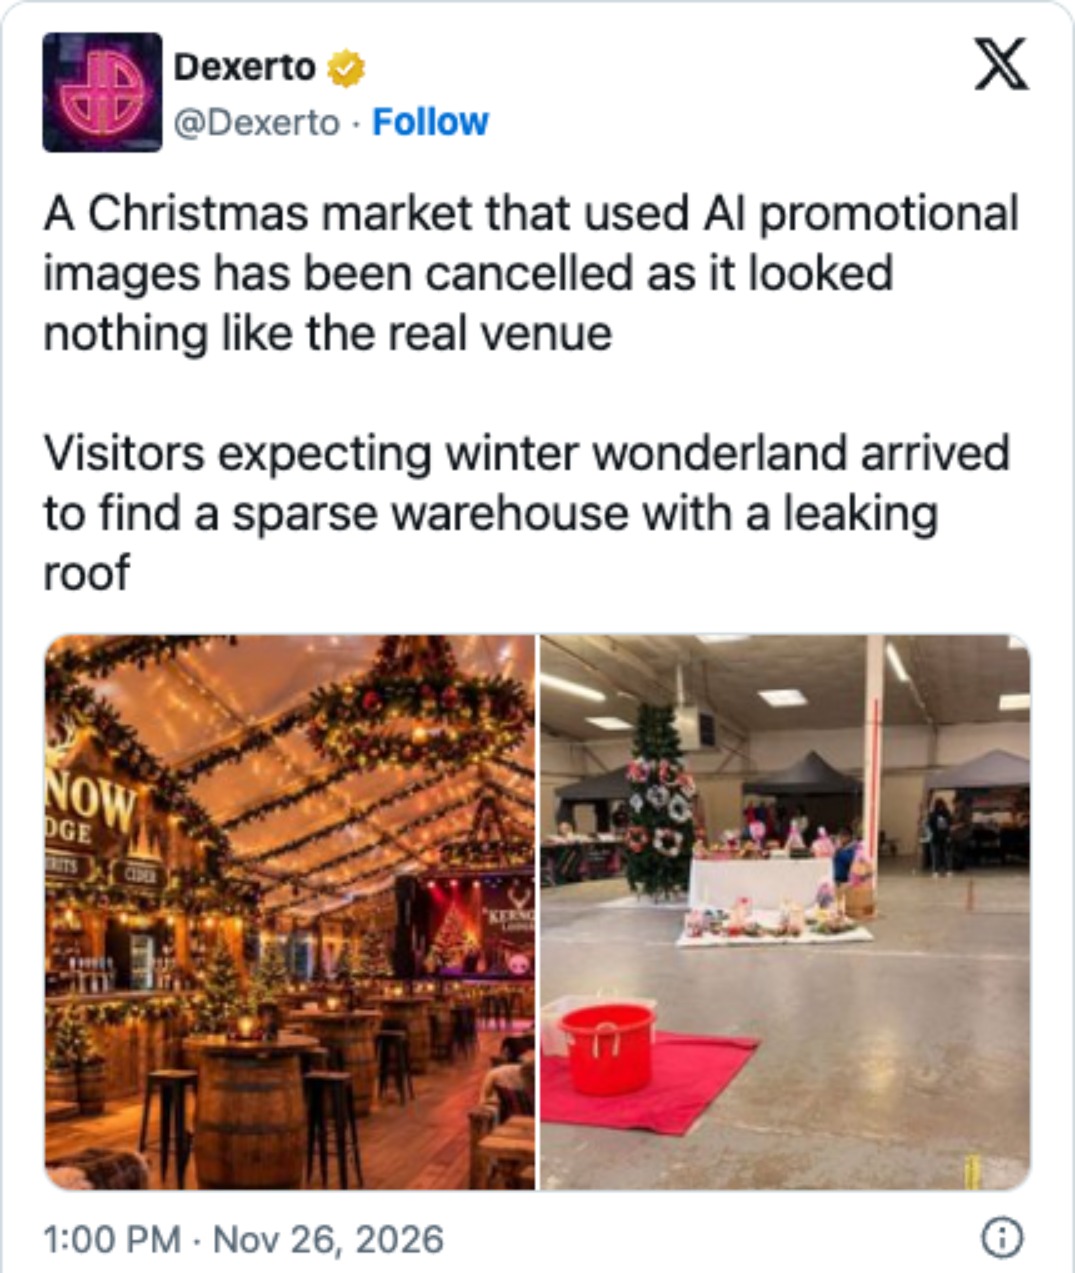 Dexerto
@Dexerto · Follow
A Christmas market that used AI promotional
images has been cancelled as it looked
nothing like the real venue
Visitors expecting winter wonderland arrived
to find a sparse warehouse with a leaking
roof
NOW
DGE
CIDER
1:00 PM · Nov 26, 2026